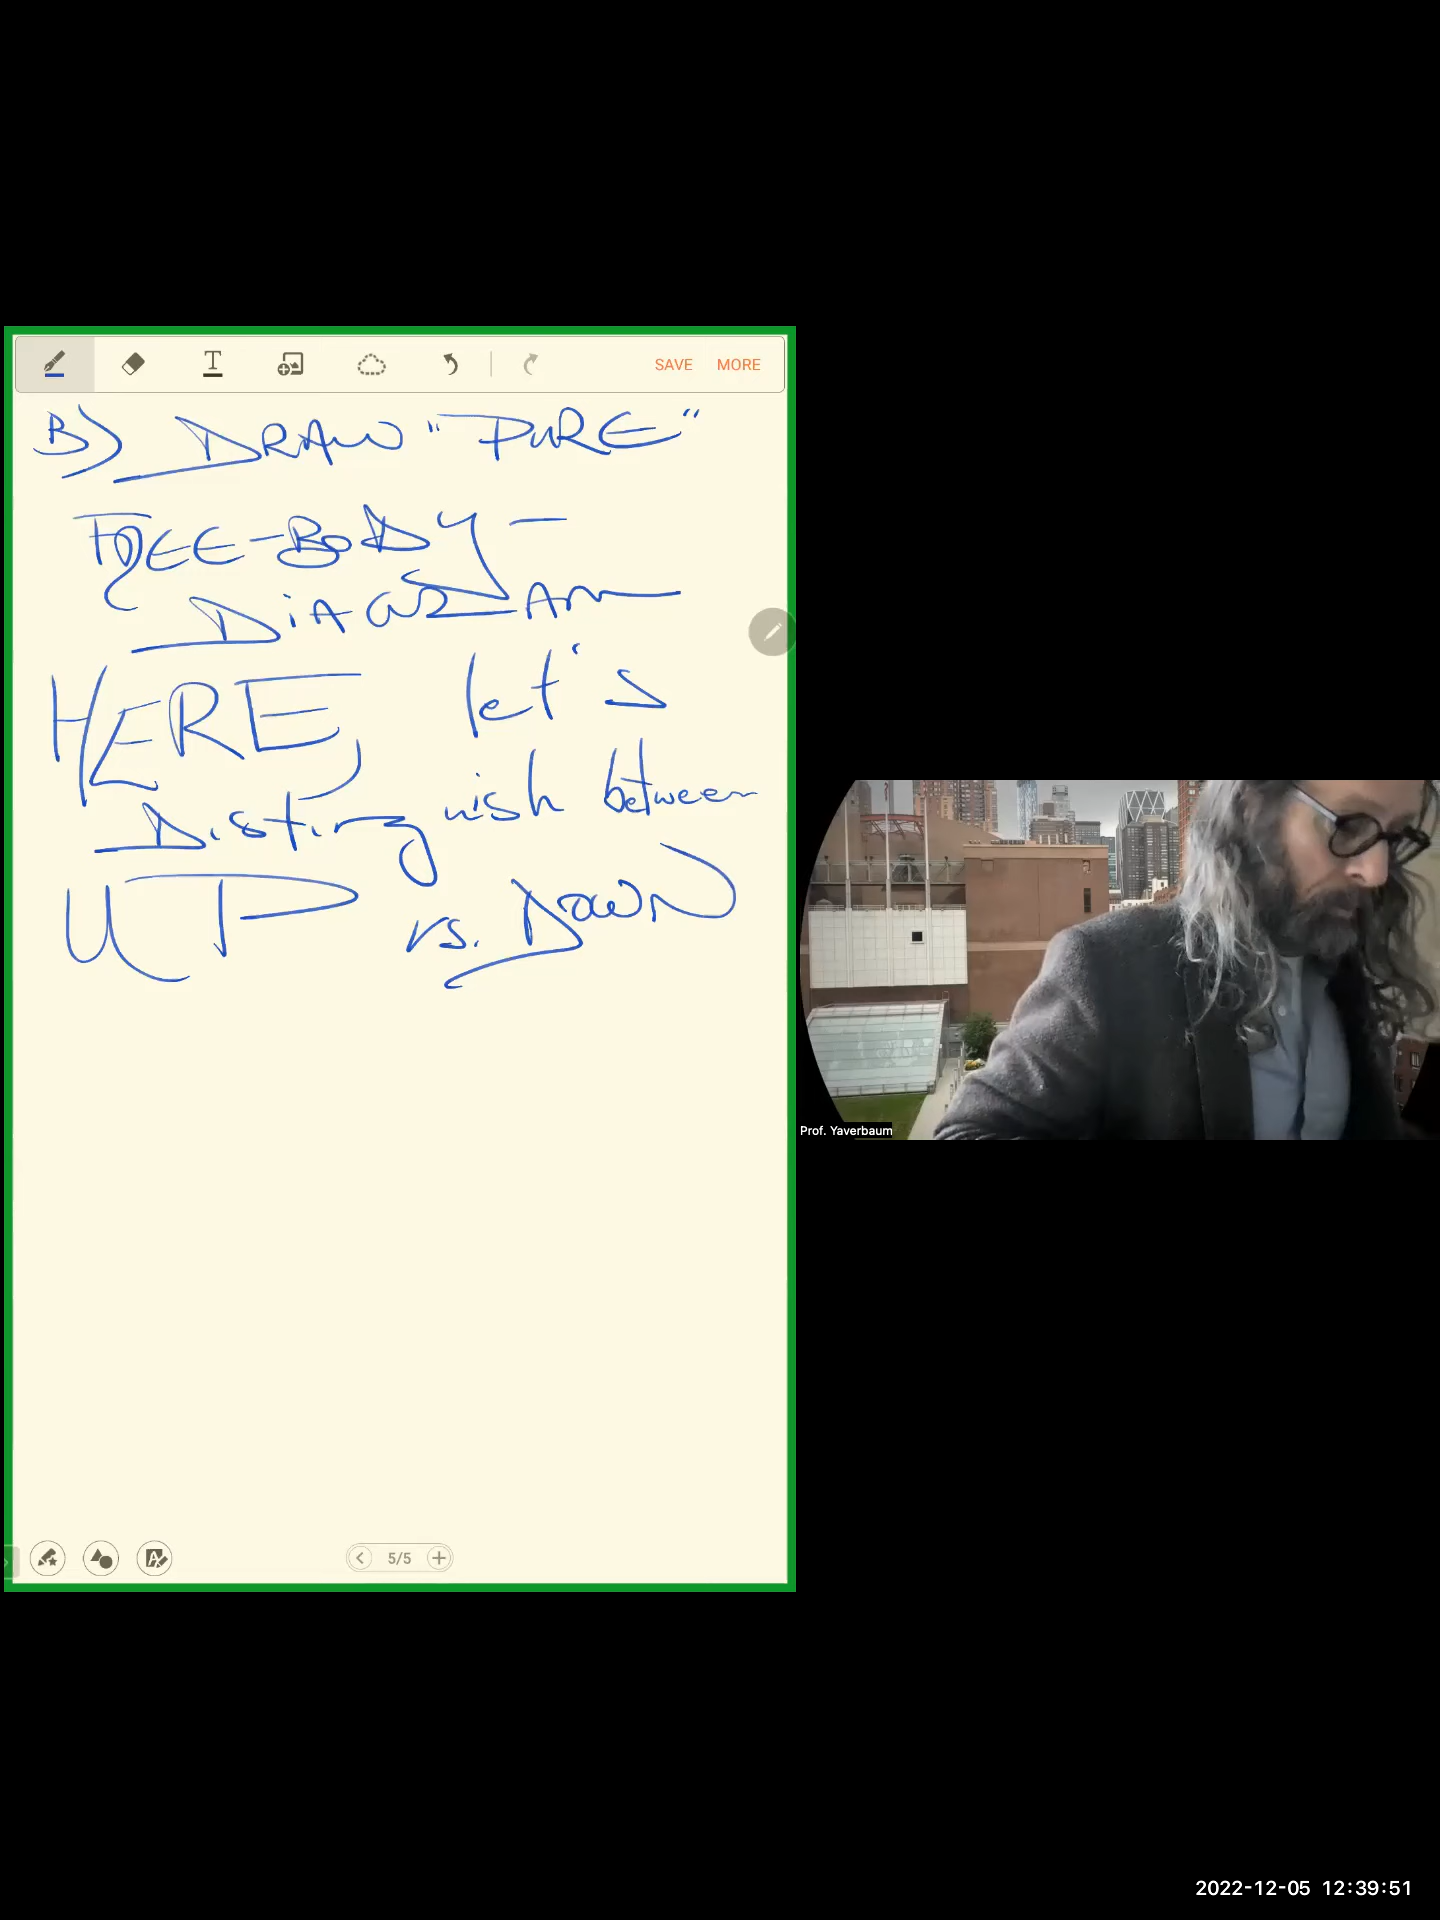 T
SAVE MORE
B) DRAW "PURE"
FREE-BODY-
DIAGRAM
HERE, let's
Distinguish between
UP vs. DOWN
Prof. Yaverbaum
5/5
2022-12-05 12:39:51